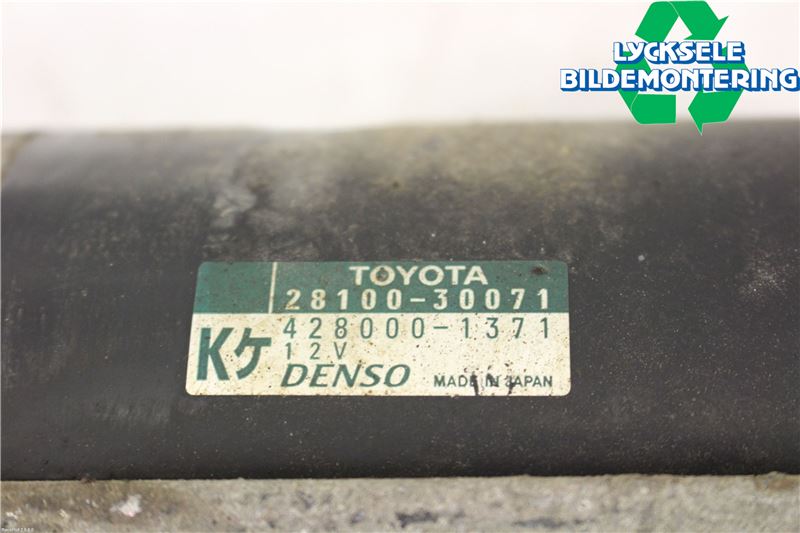 LYCKSELE
BILDEMONTERING
TOYOTA
28100-30071
428000-1371
Kケ
12V
DENSO MADE IN JAPAN